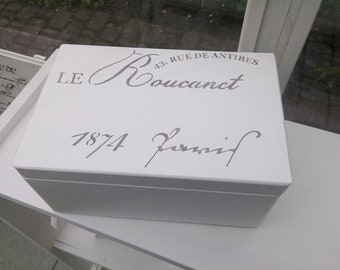 43. RUE DE ANTIBES
LE Roucanet
1874 Paris